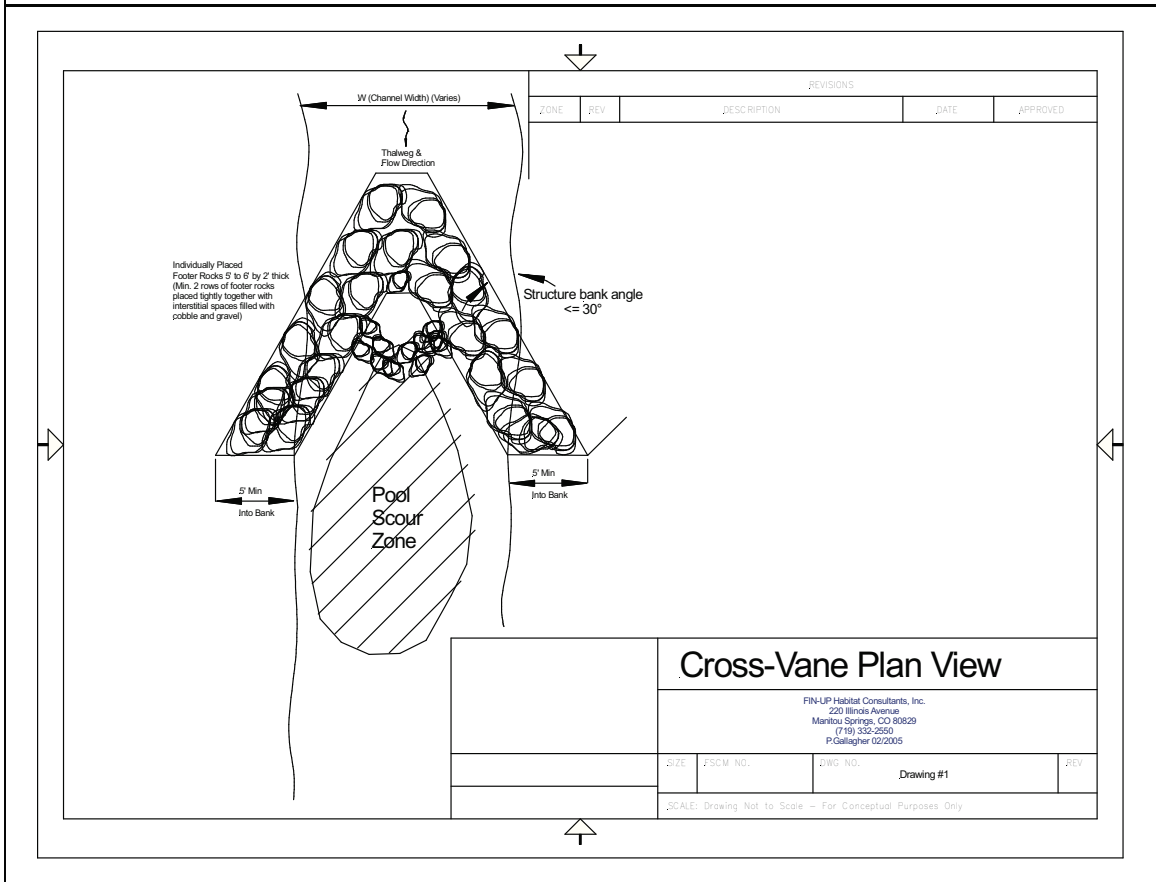 W (Channel Width) (Varies)
Thalweg &
Flow Direction
REVISIONS
ZONE REV DESCRIPTION DATE APPROVED
Individually Placed
Footer Rocks 5' to 6' by 2' thick
(Min. 2 rows of footer rocks
placed tightly together with
interstitial spaces filled with
cobble and gravel)
Structure bank angle
<= 30°
5' Min
Into Bank
5' Min
Into Bank
Pool
Scour
Zone
Cross-Vane Plan View
FIN-UP Habitat Consultants, Inc.
220 Illinois Avenue
Manitou Springs, CO 80829
(719) 332-2550
P.Gallagher 02/2005
SIZE FSCM NO. DWG NO. REV
Drawing #1
SCALE: Drawing Not to Scale – For Conceptual Purposes Only